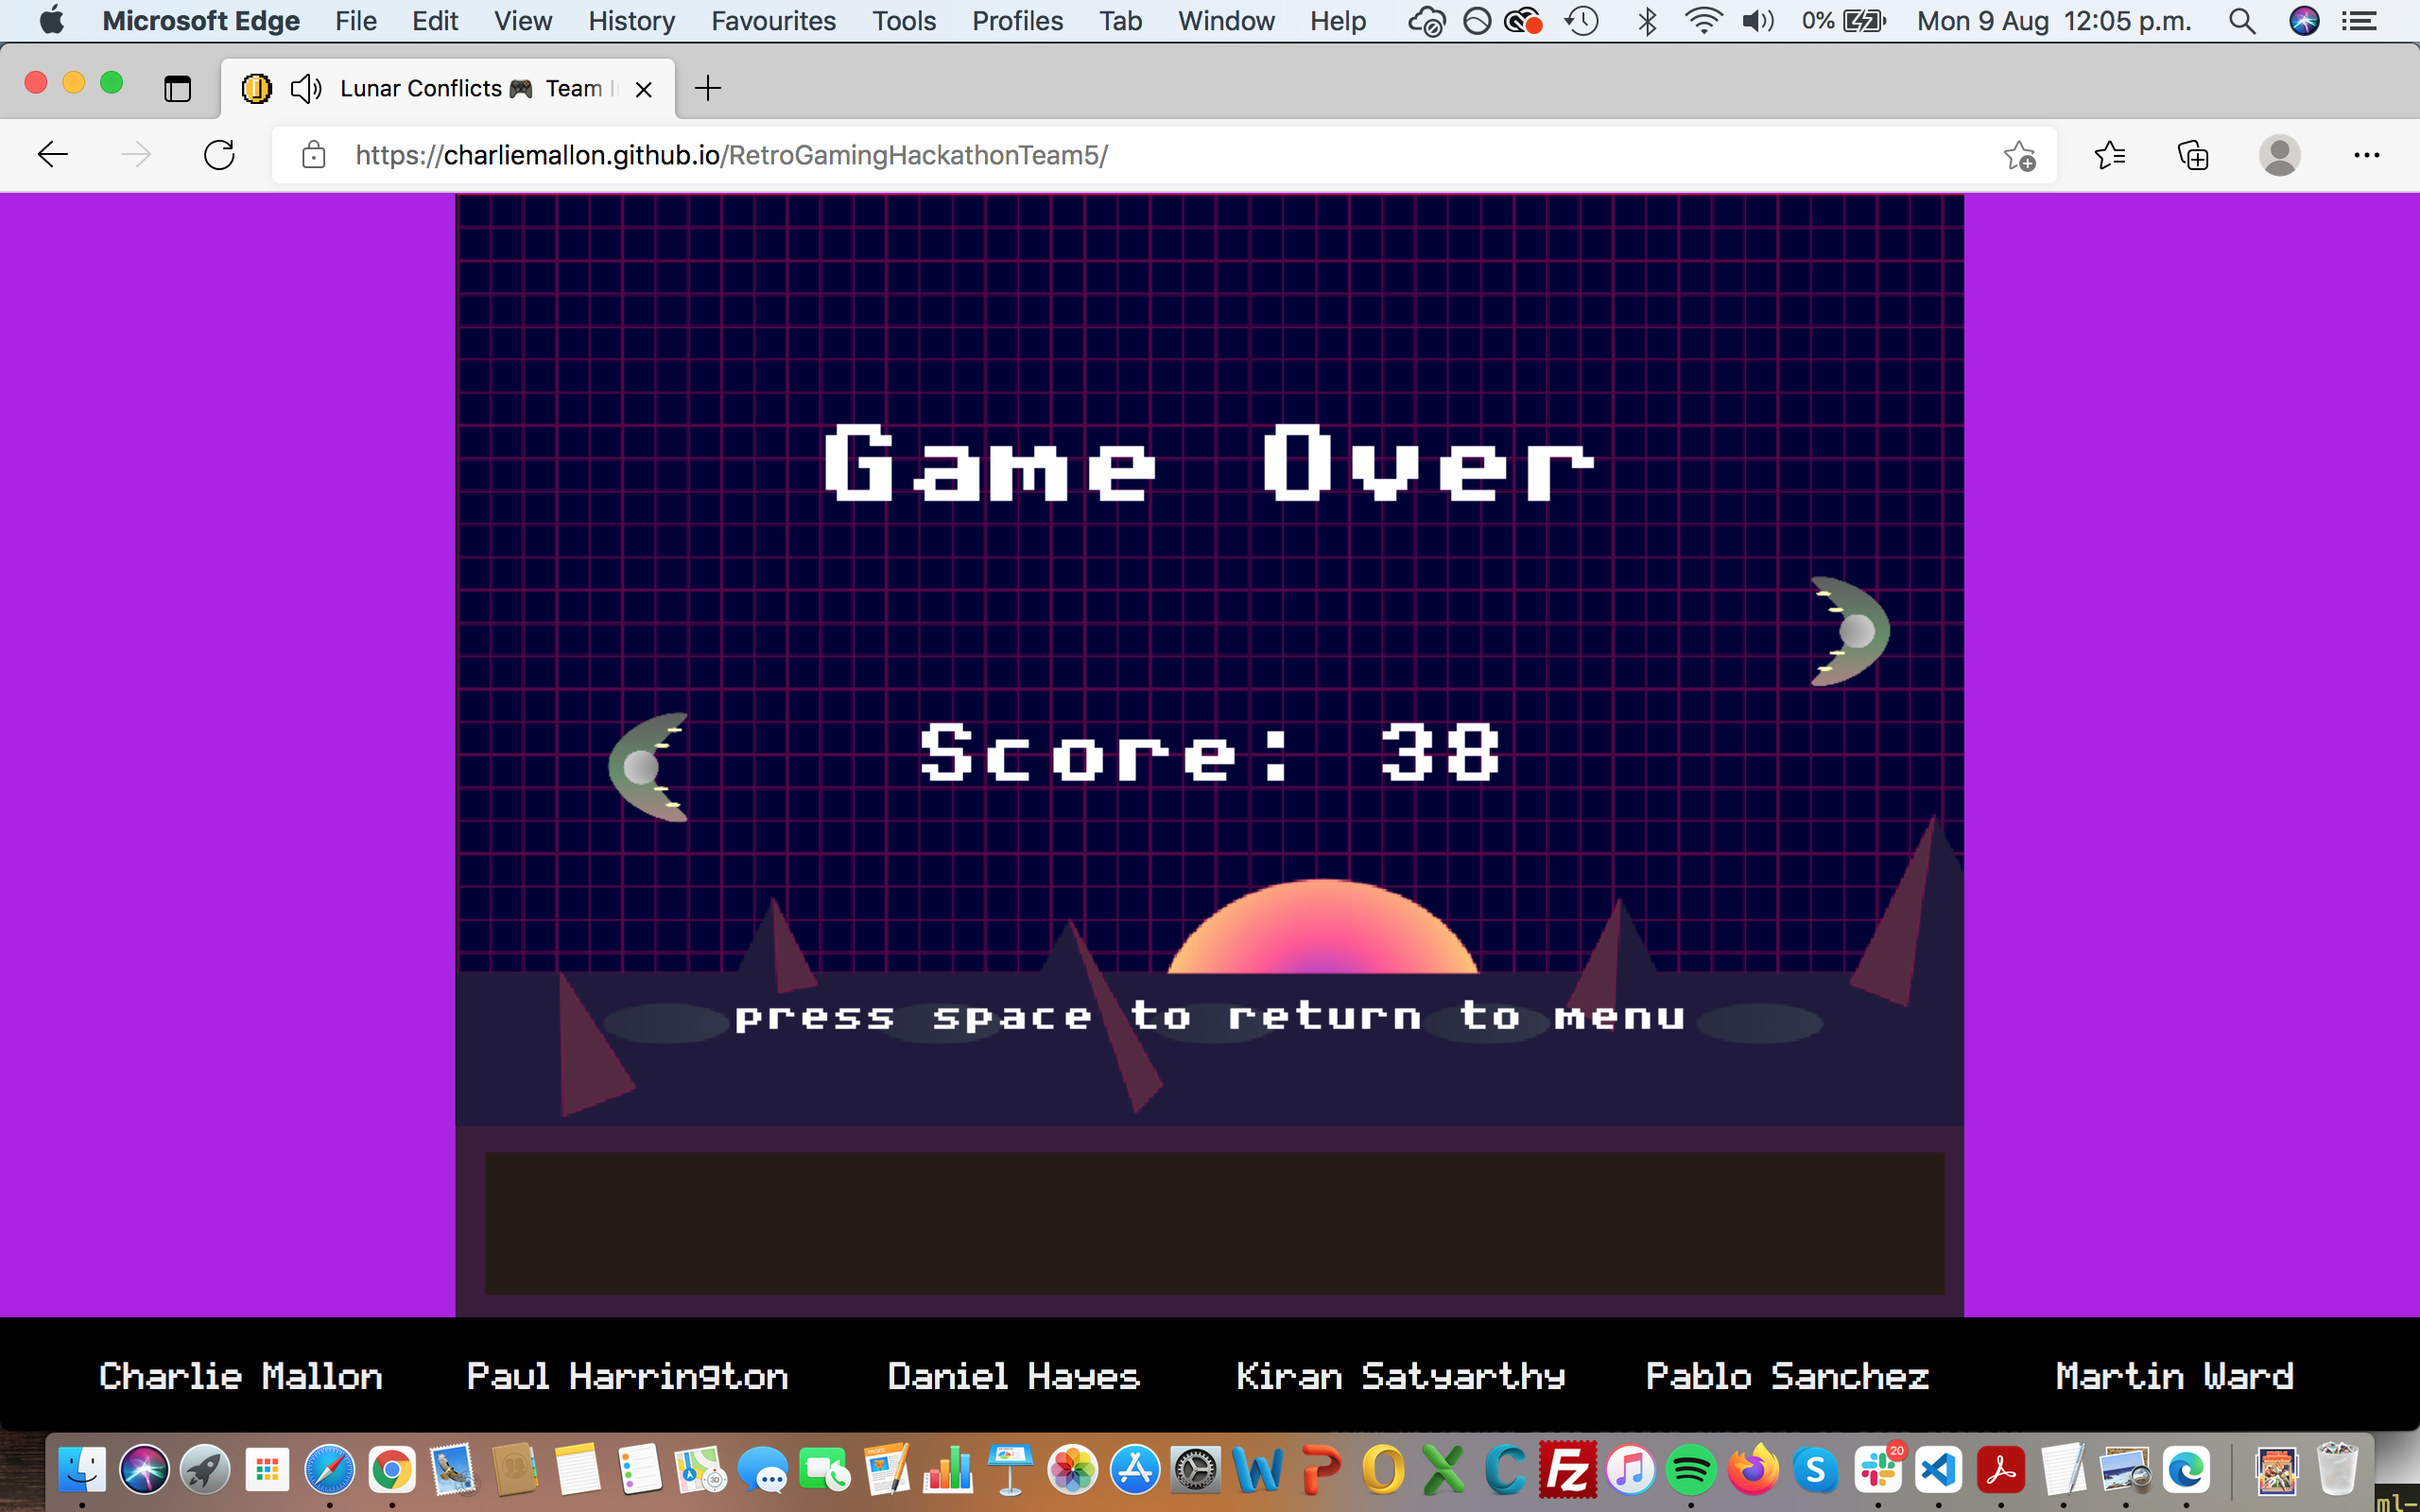 Microsoft Edge File Edit View History Favourites Tools Profiles Tab Window Help 0% Mon 9 Aug 12:05 p.m.
Lunar Conflicts 🎮 Team
https://charliemallon.github.io/RetroGamingHackathonTeam5/
Game Over
Score: 38
press space to return to menu
Charlie Mallon Paul Harrington Daniel Hayes Kiran Satyarthy Pablo Sanchez Martin Ward
20